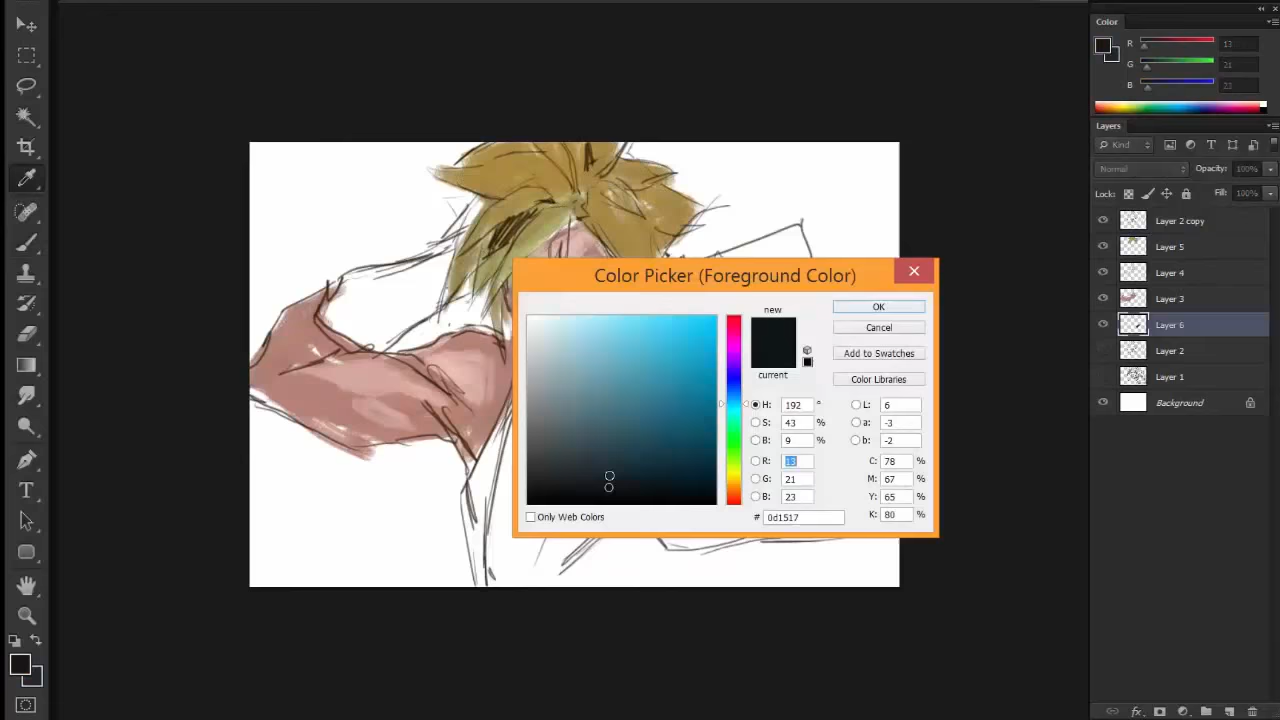 Color
R 13
G 21
B 23
Layers
Kind
Normal Opacity: 100%
Lock: Fill: 100%
Layer 2 copy
Layer 5
Layer 4
Layer 3
Layer 6
Layer 2
Layer 1
Background
fx
T
Color Picker (Foreground Color)
new
current
OK
Cancel
Add to Swatches
Color Libraries
H: 192 °
S: 43 %
B: 9 %
R: 13
G: 21
B: 23
L: 6
a: -3
b: -2
C: 78 %
M: 67 %
Y: 65 %
K: 80 %
# 0d1517
Only Web Colors